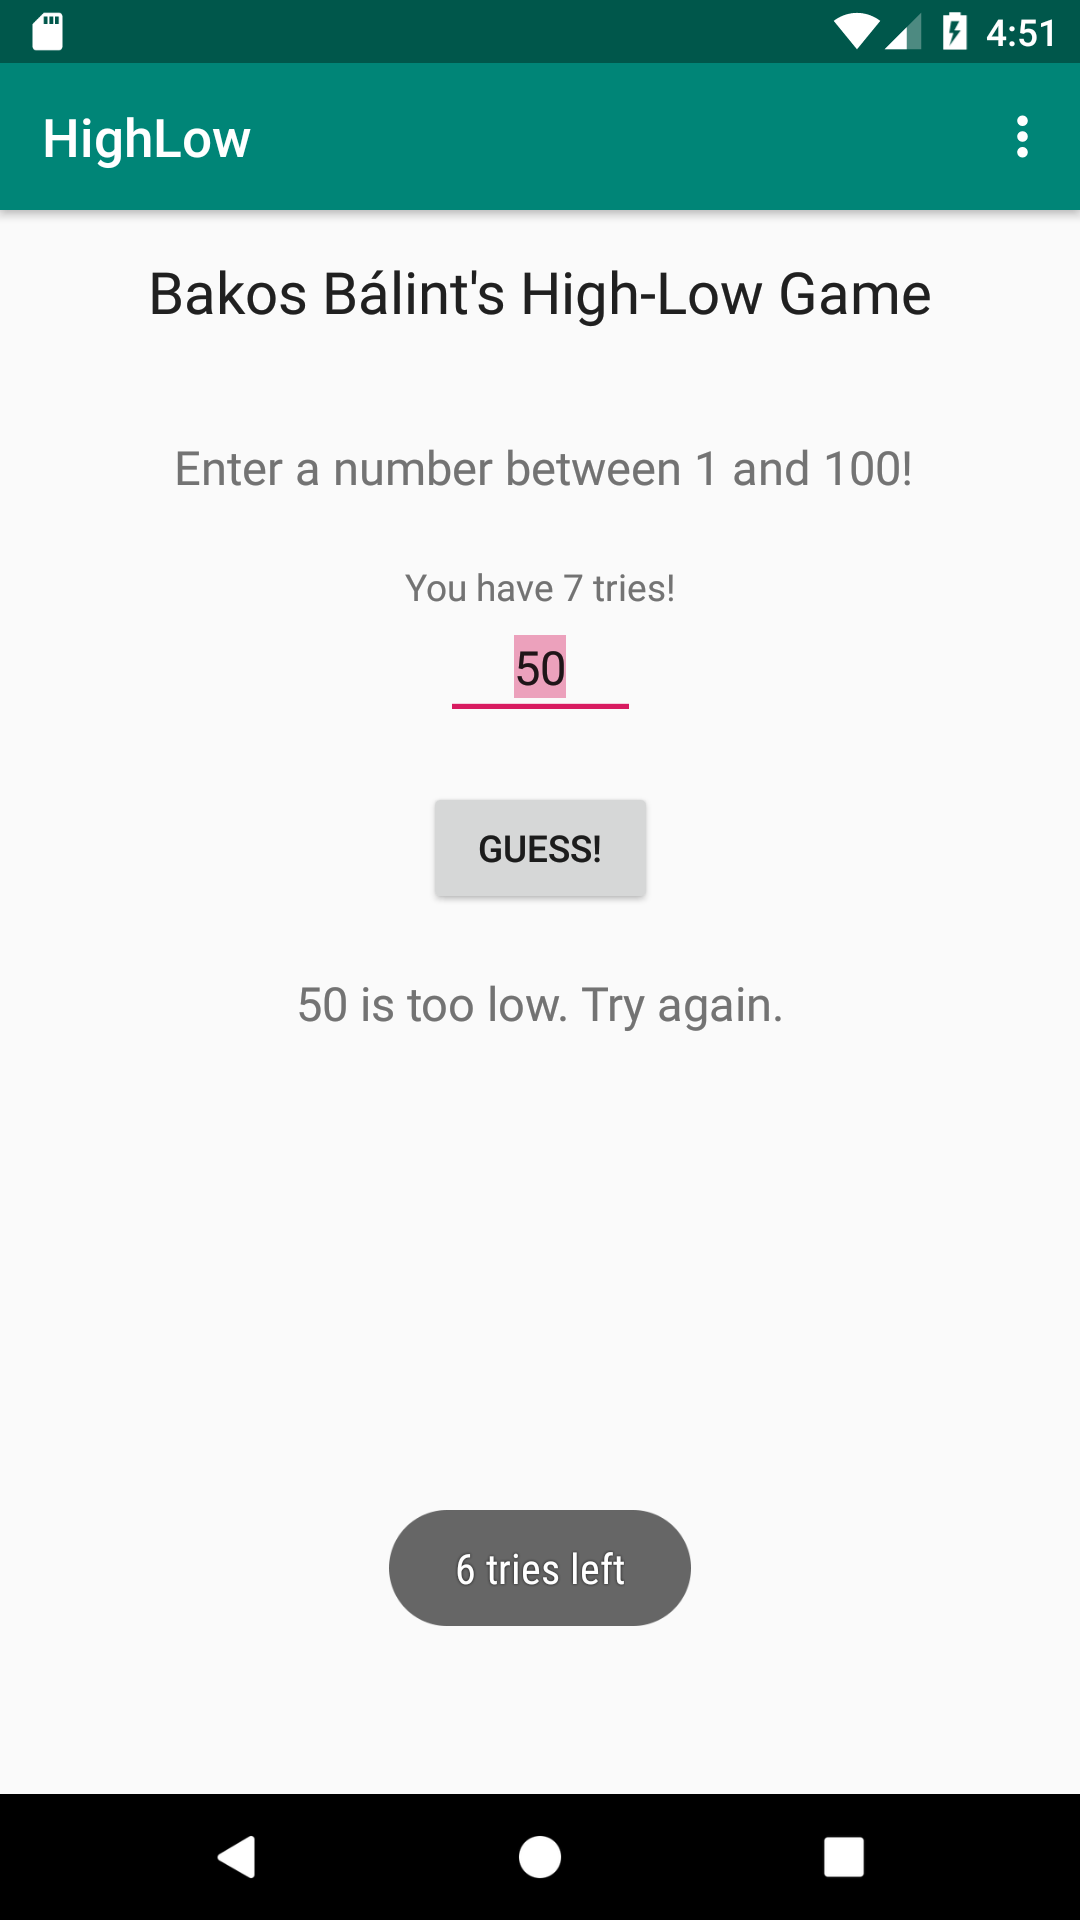 4:51
HighLow
Bakos Bálint's High-Low Game
Enter a number between 1 and 100!
You have 7 tries!
50
GUESS!
50 is too low. Try again.
6 tries left